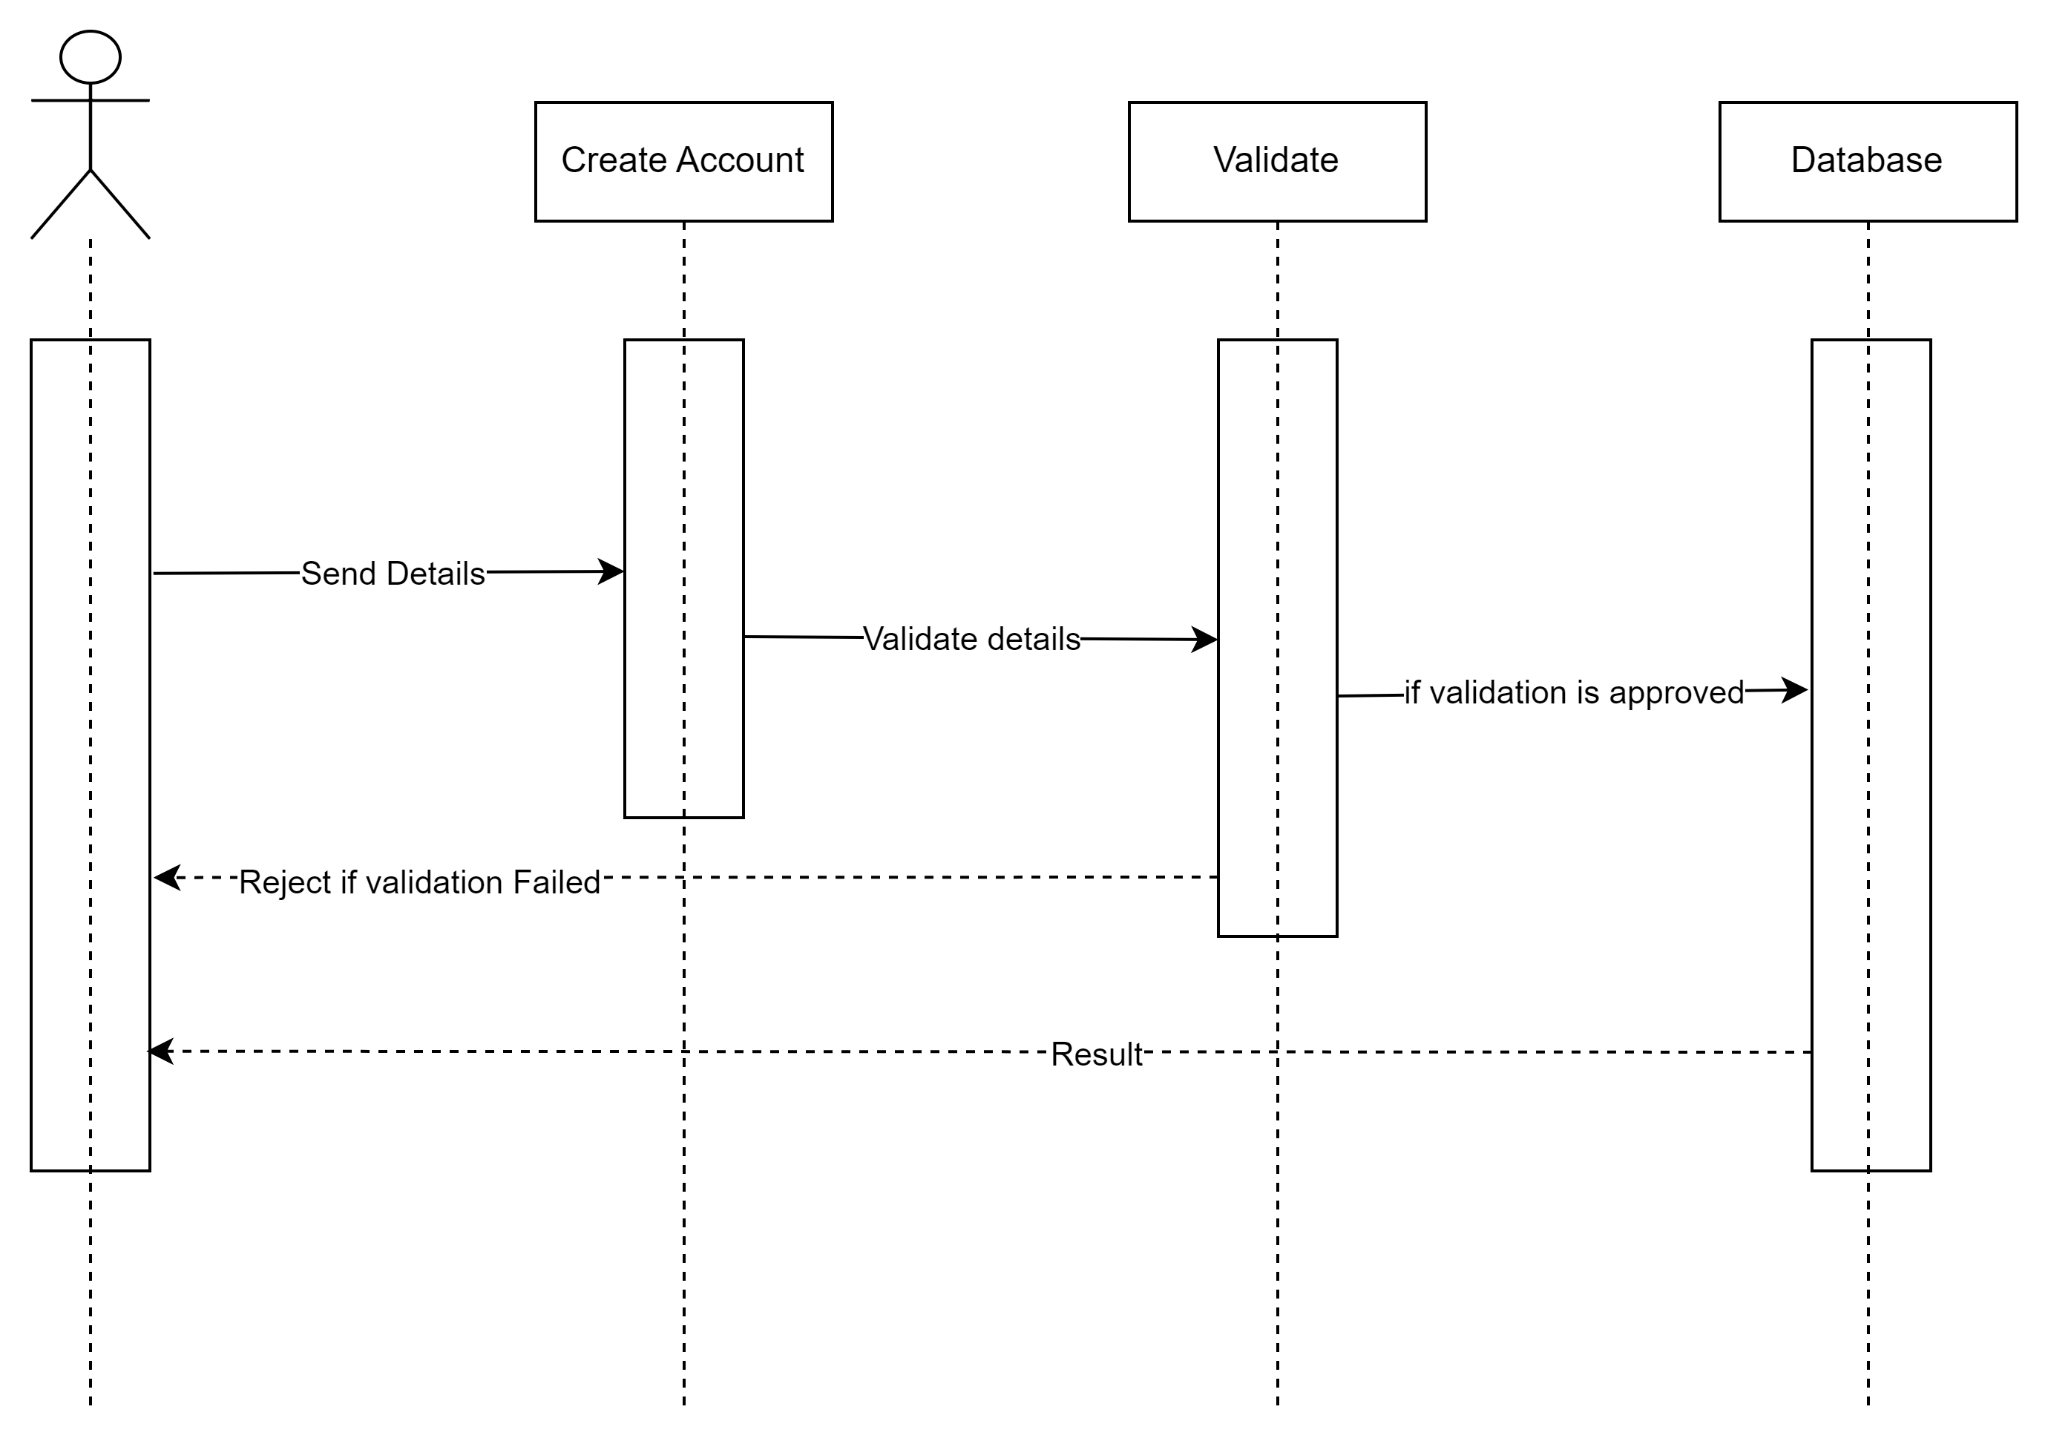 Create Account
Validate
Database
Send Details
Validate details
if validation is approved
Reject if validation Failed
Result